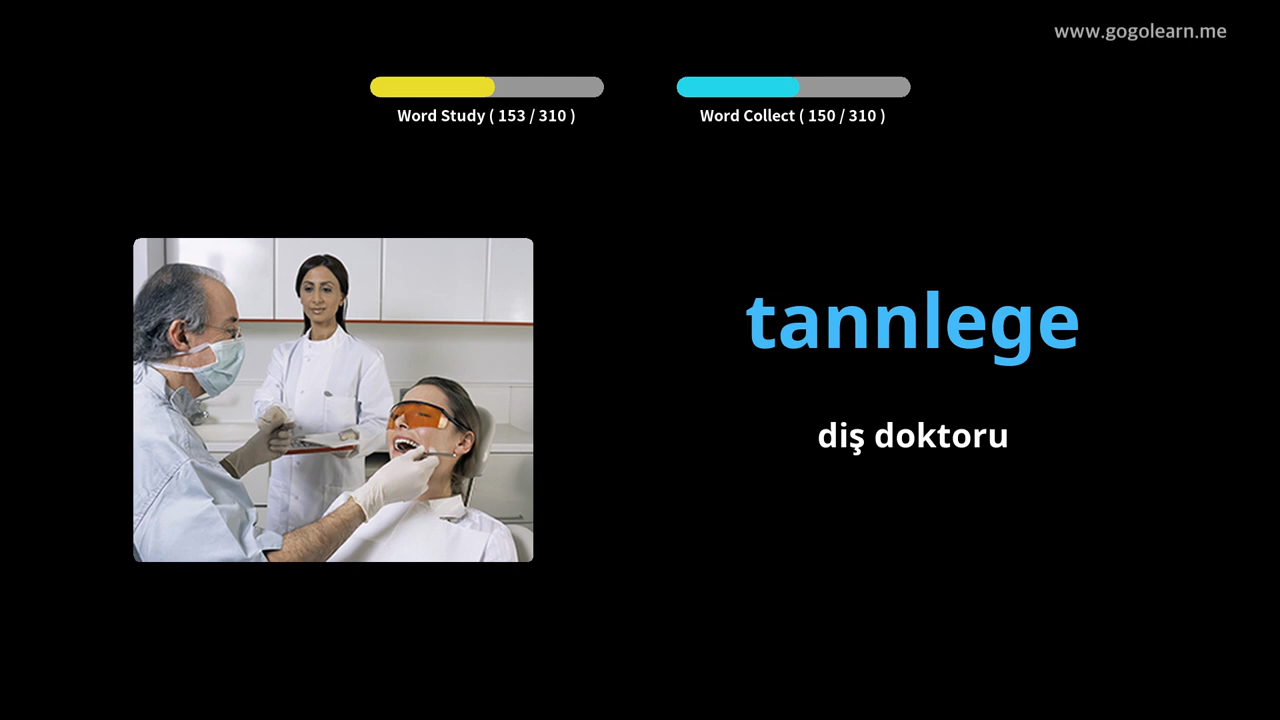 www.gogolearn.me
Word Study ( 153 / 310 )
Word Collect ( 150 / 310 )
tannlege
diş doktoru